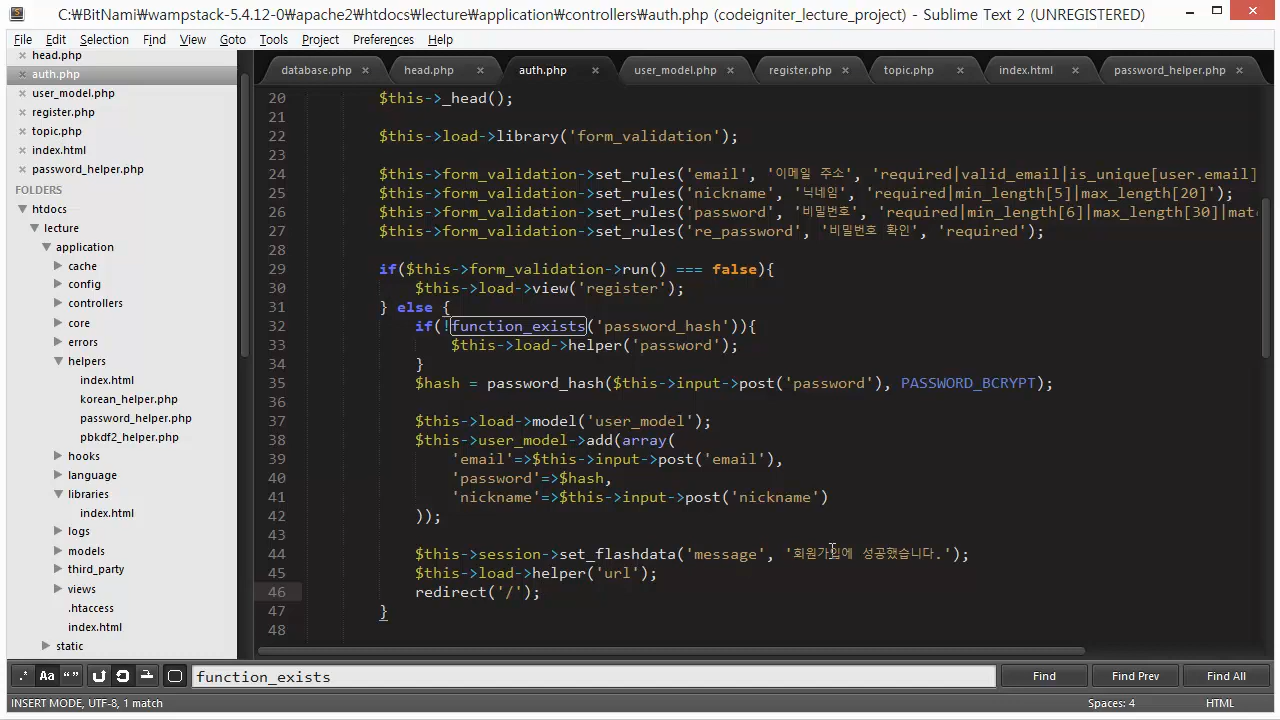 C:₩BitNami₩wampstack-5.4.12-0₩apache2₩htdocs₩lecture₩application₩controllers₩auth.php (codeigniter_lecture_project) - Sublime Text 2 (UNREGISTERED)
File Edit Selection Find View Goto Tools Project Preferences Help
head.php
auth.php
user_model.php
register.php
topic.php
index.html
password_helper.php
FOLDERS
htdocs
lecture
application
cache
config
controllers
core
errors
helpers
index.html
korean_helper.php
password_helper.php
pbkdf2_helper.php
hooks
language
libraries
index.html
logs
models
third_party
views
.htaccess
index.html
static
database.php head.php auth.php user_model.php register.php topic.php index.html password_helper.php
20 $this->_head();
21
22 $this->load->library('form_validation');
23
24 $this->form_validation->set_rules('email', '이메일 주소', 'required|valid_email|is_unique[user.email]
25 $this->form_validation->set_rules('nickname', '닉네임', 'required|min_length[5]|max_length[20]');
26 $this->form_validation->set_rules('password', '비밀번호', 'required|min_length[6]|max_length[30]|mat
27 $this->form_validation->set_rules('re_password', '비밀번호 확인', 'required');
28
29 if($this->form_validation->run() === false){
30 $this->load->view('register');
31 } else {
32 if(!function_exists('password_hash')){
33 $this->load->helper('password');
34 }
35 $hash = password_hash($this->input->post('password'), PASSWORD_BCRYPT);
36
37 $this->load->model('user_model');
38 $this->user_model->add(array(
39 'email'=>$this->input->post('email'),
40 'password'=>$hash,
41 'nickname'=>$this->input->post('nickname')
42 ));
43
44 $this->session->set_flashdata('message', '회원가입에 성공했습니다.');
45 $this->load->helper('url');
46 redirect('/');
47 }
48
.* Aa “” function_exists Find Find Prev Find All
INSERT MODE, UTF-8, 1 match Spaces: 4 HTML